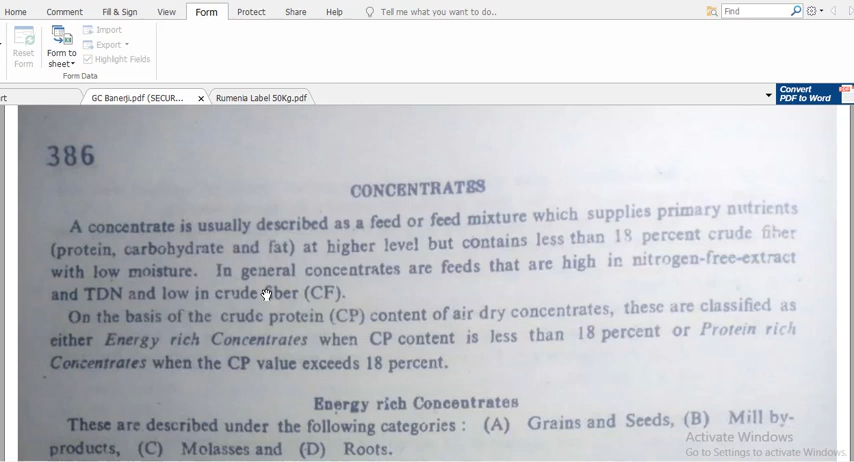 Home Comment Fill & Sign View Form Protect Share Help Tell me what you want to do.. Find
Reset Form
Form to sheet
Import
Export
Highlight Fields
Form Data
rt GC Banerji.pdf (SECUR... Rumenia Label 50Kg.pdf
Convert
PDF to Word
386
CONCENTRATES
A concentrate is usually described as a feed or feed mixture which supplies primary nutrients
(protein, carbohydrate and fat) at higher level but contains less than 18 percent crude fiber
with low moisture. In general concentrates are feeds that are high in nitrogen-free-extract
and TDN and low in crude fiber (CF).
On the basis of the crude protein (CP) content of air dry concentrates, these are classified as
either Energy rich Concentrates when CP content is less than 18 percent or Protein rich
Concentrates when the CP value exceeds 18 percent.
Energy rich Concentrates
These are described under the following categories : (A) Grains and Seeds, (B) Mill by-
products, (C) Molasses and (D) Roots.
Activate Windows
Go to Settings to activate Windows.